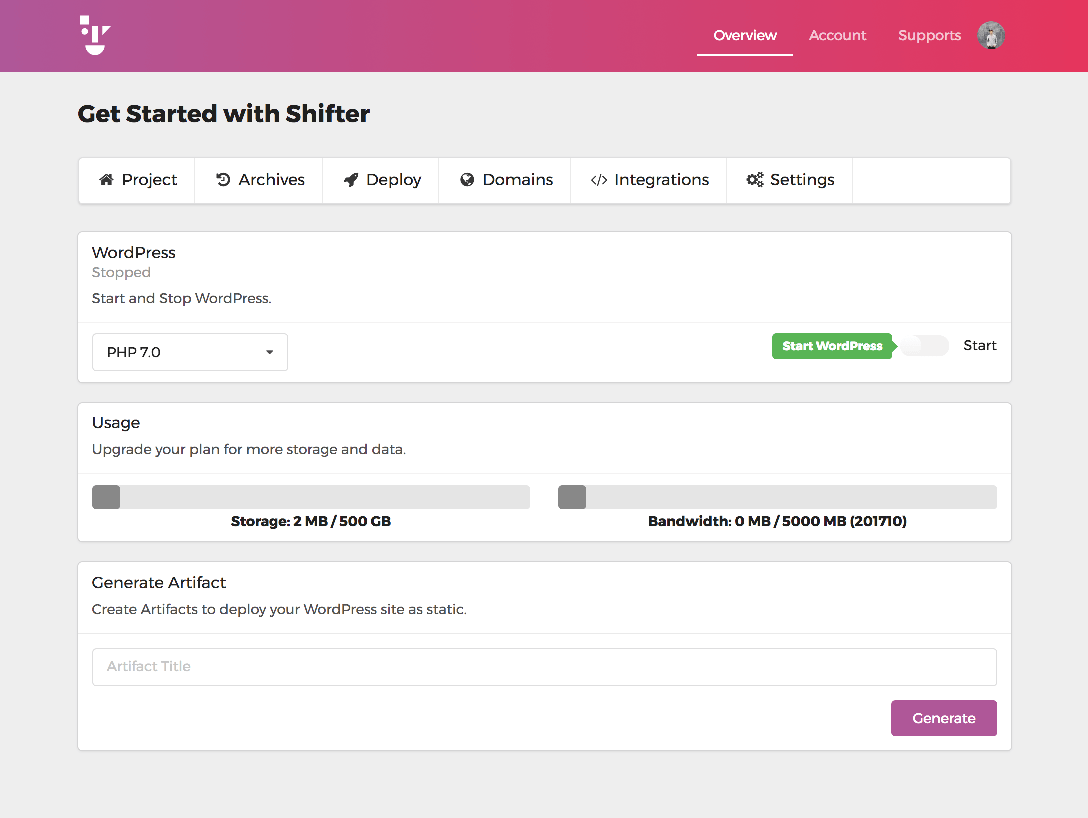 Overview Account Supports
Get Started with Shifter
Project Archives Deploy Domains </> Integrations Settings
WordPress
Stopped
Start and Stop WordPress.
PHP 7.0 Start WordPress Start
Usage
Upgrade your plan for more storage and data.
Storage: 2 MB / 500 GB Bandwidth: 0 MB / 5000 MB (201710)
Generate Artifact
Create Artifacts to deploy your WordPress site as static.
Artifact Title
Generate